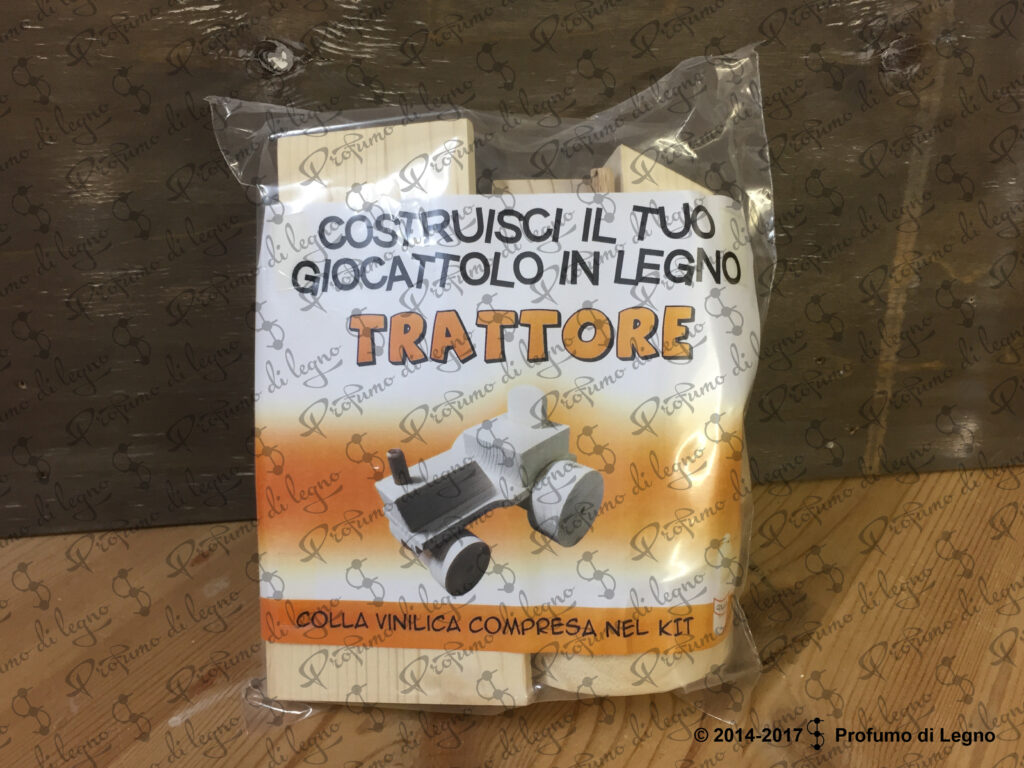 COSTRUISCI IL TUO
GIOCATTOLO IN LEGNO
TRATTORE
COLLA VINILICA COMPRESA NEL KIT
Profumo di legno
© 2014-2017 Profumo di Legno